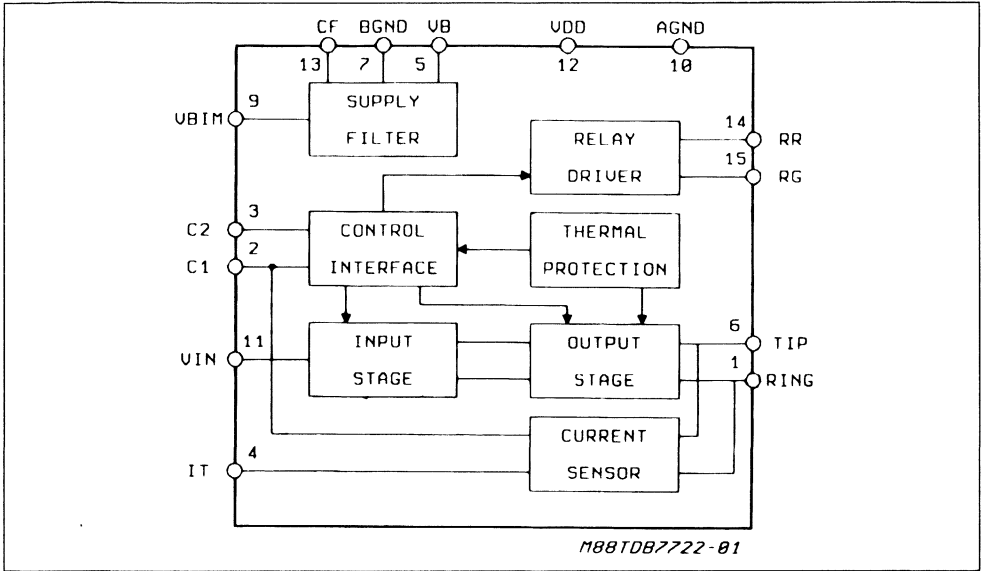 CF BGND VB VDD AGND
13 7 5 12 10
9
VBIM
SUPPLY
FILTER
14
RR
RELAY
DRIVER
15
RG
3
C2
CONTROL
INTERFACE
2
C1
THERMAL
PROTECTION
11
VIN
INPUT
STAGE
OUTPUT
STAGE
6
TIP
1
RING
CURRENT
SENSOR
4
IT
M88TDB7722-01